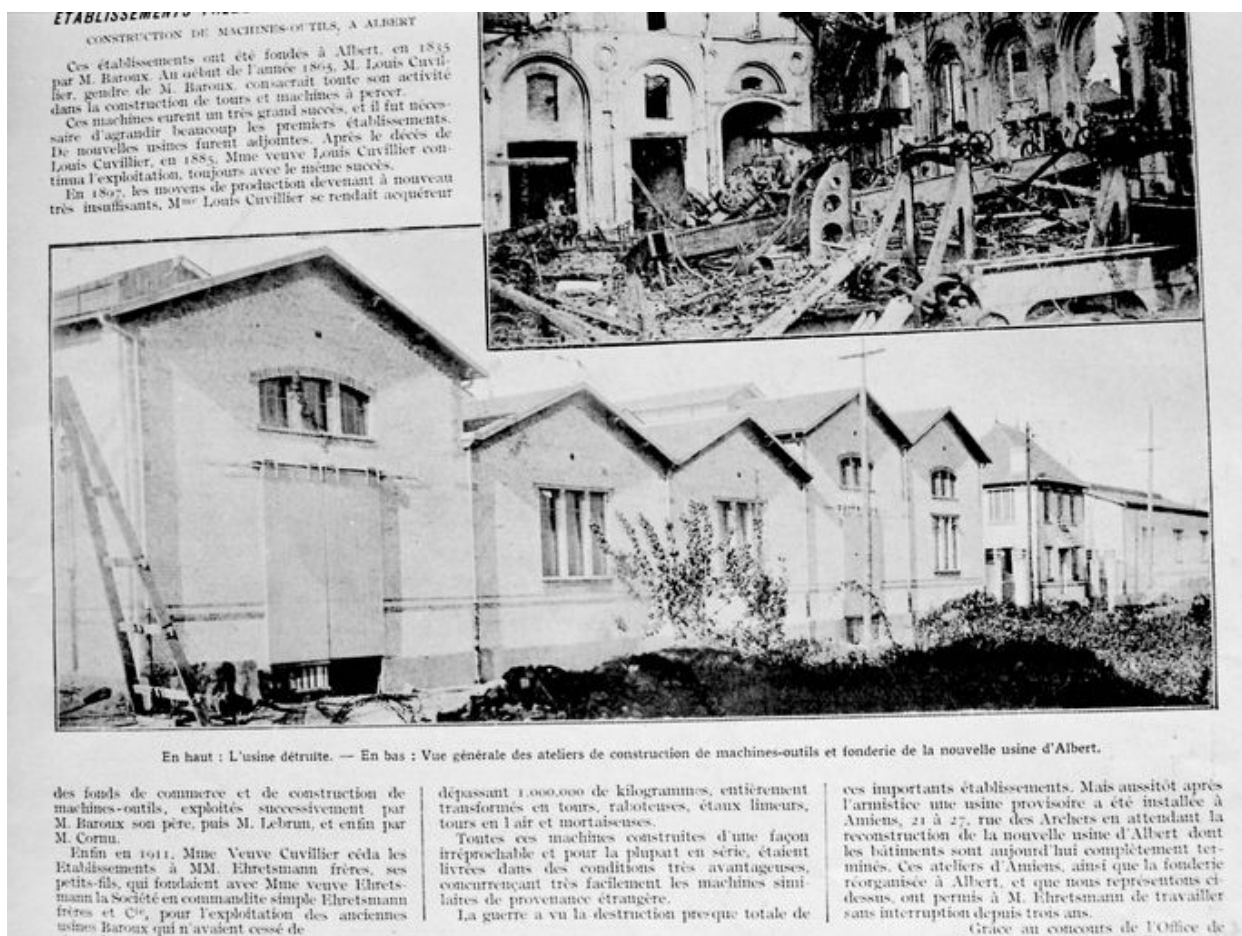 ÉTABLISSEMENTS
CONSTRUCTION DE MACHINES-OUTILS, A ALBERT
Ces établissements ont été fondés à Albert, en 1835
par M. Baroux. Au début de l'année 1865, M. Louis Cuvil-
lier, gendre de M. Baroux, consacrait toute son activité
dans la construction de tours et machines à percer.
Ces machines eurent un très grand succès, et il fut néces-
saire d'agrandir beaucoup les premiers établissements.
De nouvelles usines furent adjointes. Après le décès de
Louis Cuvillier, en 1885, Mme veuve Louis Cuvillier con-
tinua l'exploitation, toujours avec le même succès.
En 1897, les moyens de production devenant à nouveau
très insuffisants, Mme Louis Cuvillier se rendait acquéreur
En haut : L'usine détruite. — En bas : Vue générale des ateliers de construction de machines-outils et fonderie de la nouvelle usine d'Albert.
des fonds de commerce et de construction de
machines-outils, exploités successivement par
M. Baroux son père, puis M. Lebrun, et enfin par
M. Cornu.
Enfin en 1911, Mme Veuve Cuvillier céda les
Etablissements à MM. Ehretsmann frères, ses
petits-fils, qui fondaient avec Mme veuve Ehrets-
mann la Société en commandite simple Ehretsmann
frères et Cie, pour l'exploitation des anciennes
usines Baroux qui n'avaient cessé de
dépassant 1.000.000 de kilogrammes, entièrement
transformés en tours, raboteuses, étaux limeurs,
tours en l air et mortaiseuses.
Toutes ces machines construites d'une façon
irréprochable et pour la plupart en série, étaient
livrées dans des conditions très avantageuses,
concurrençant très facilement les machines simi-
laires de provenance étrangère.
La guerre a vu la destruction presque totale de
ces importants établissements. Mais aussitôt après
l'armistice une usine provisoire a été installée à
Amiens, 21 à 27, rue des Archers en attendant la
reconstruction de la nouvelle usine d'Albert dont
les bâtiments sont aujourd'hui complètement ter-
minés. Ces ateliers d'Amiens, ainsi que la fonderie
réorganisée à Albert, et que nous représentons ci-
dessus, ont permis à M. Ehretsmann de travailler
sans interruption depuis trois ans.
Grâce au concours de l'Office de